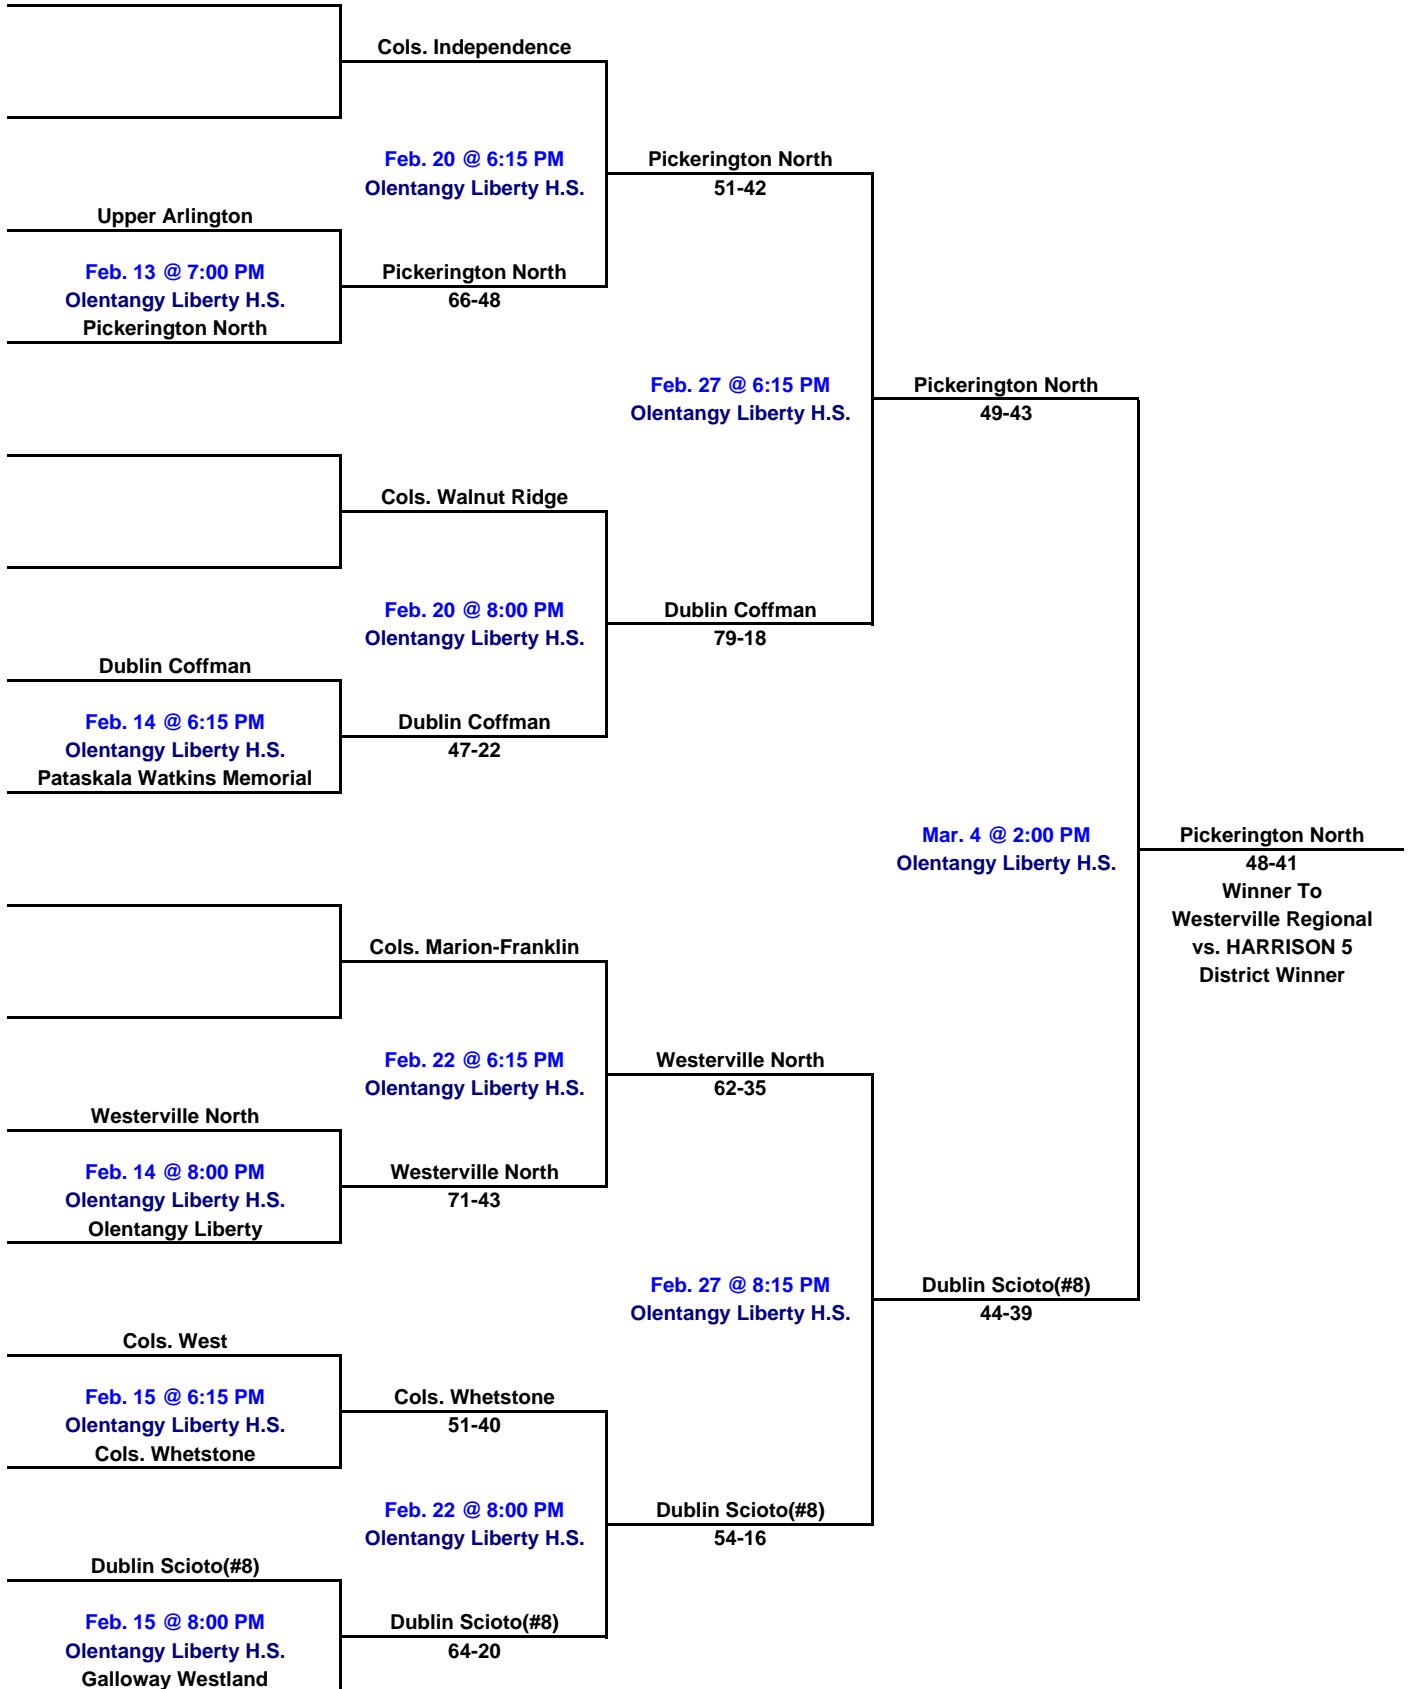 Cols. Independence
Feb. 20 @ 6:15 PM
Olentangy Liberty H.S.
Pickerington North
51-42
Upper Arlington
Feb. 13 @ 7:00 PM
Olentangy Liberty H.S.
Pickerington North
Pickerington North
66-48
Feb. 27 @ 6:15 PM
Olentangy Liberty H.S.
Pickerington North
49-43
Cols. Walnut Ridge
Feb. 20 @ 8:00 PM
Olentangy Liberty H.S.
Dublin Coffman
79-18
Dublin Coffman
Feb. 14 @ 6:15 PM
Olentangy Liberty H.S.
Pataskala Watkins Memorial
Dublin Coffman
47-22
Mar. 4 @ 2:00 PM
Olentangy Liberty H.S.
Pickerington North
48-41
Winner To
Westerville Regional
vs. HARRISON 5
District Winner
Cols. Marion-Franklin
Feb. 22 @ 6:15 PM
Olentangy Liberty H.S.
Westerville North
62-35
Westerville North
Feb. 14 @ 8:00 PM
Olentangy Liberty H.S.
Olentangy Liberty
Westerville North
71-43
Feb. 27 @ 8:15 PM
Olentangy Liberty H.S.
Dublin Scioto(#8)
44-39
Cols. West
Feb. 15 @ 6:15 PM
Olentangy Liberty H.S.
Cols. Whetstone
Cols. Whetstone
51-40
Feb. 22 @ 8:00 PM
Olentangy Liberty H.S.
Dublin Scioto(#8)
54-16
Dublin Scioto(#8)
Feb. 15 @ 8:00 PM
Olentangy Liberty H.S.
Galloway Westland
Dublin Scioto(#8)
64-20